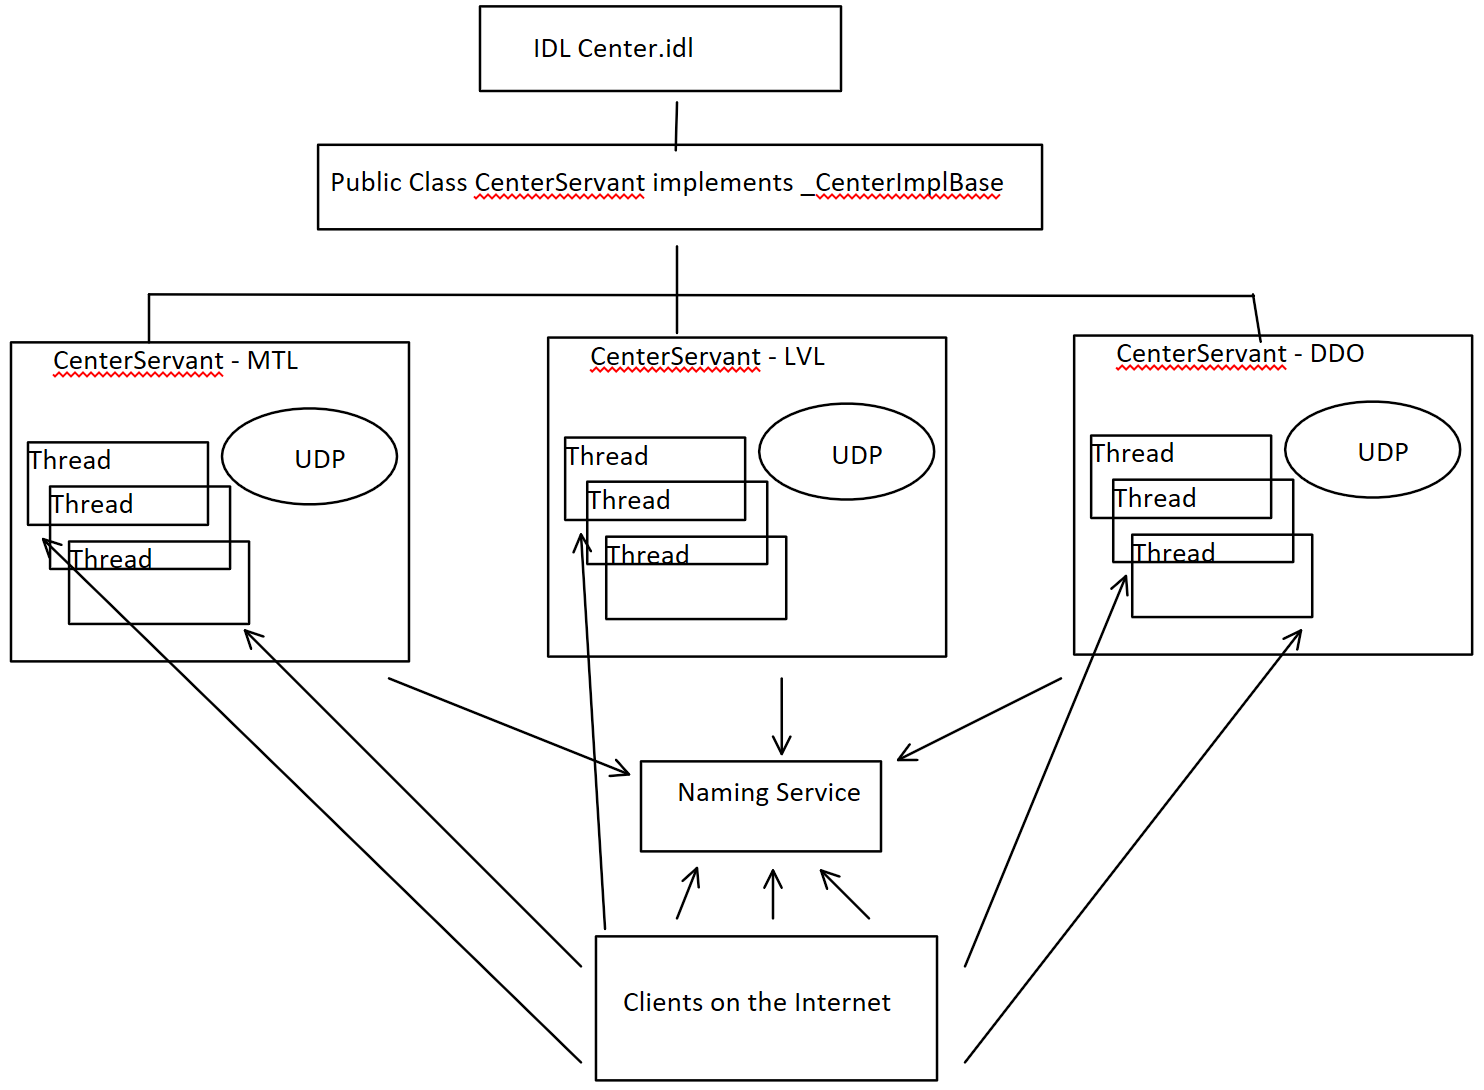 IDL Center.idl
Public Class CenterServant implements _CenterImplBase
CenterServant - MTL
Thread
Thread
Thread
UDP
CenterServant - LVL
Thread
Thread
Thread
UDP
CenterServant - DDO
Thread
Thread
Thread
UDP
Naming Service
Clients on the Internet